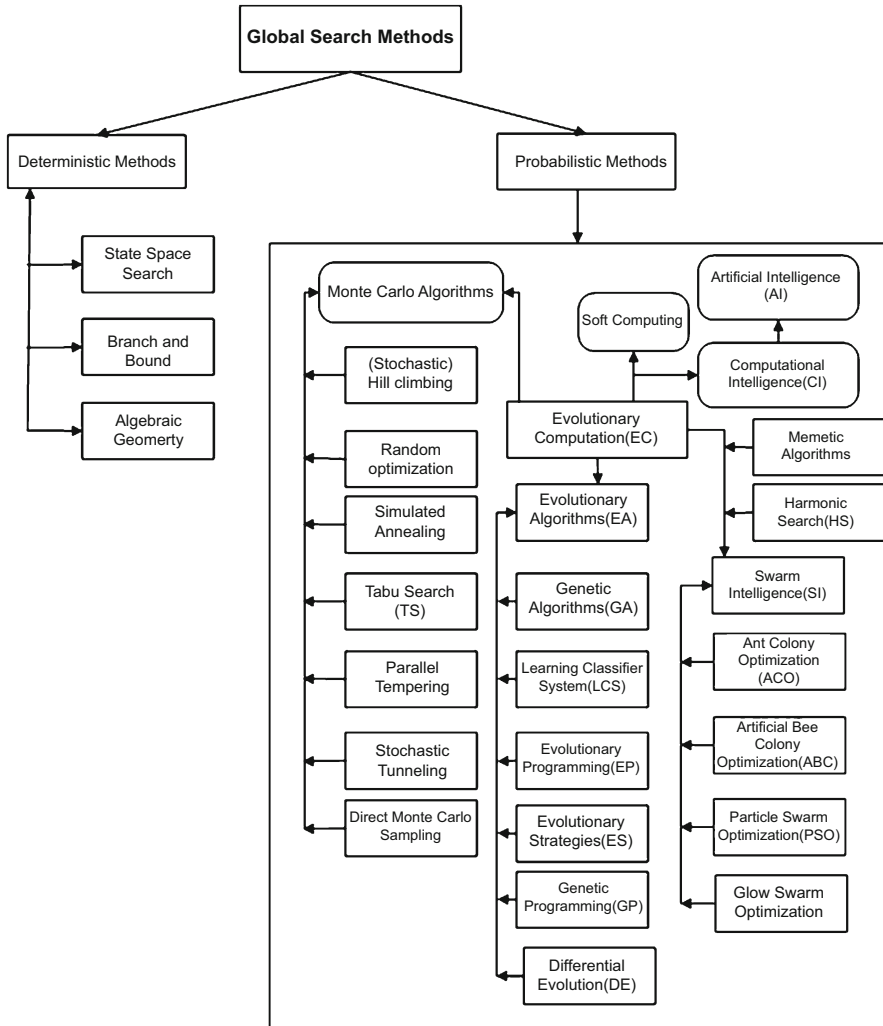 Global Search Methods
Deterministic Methods
State Space
Search
Branch and
Bound
Algebraic
Geomerty
Probabilistic Methods
Monte Carlo Algorithms
(Stochastic)
Hill climbing
Random
optimization
Simulated
Annealing
Tabu Search
(TS)
Parallel
Tempering
Stochastic
Tunneling
Direct Monte Carlo
Sampling
Soft Computing
Artificial Intelligence
(AI)
Computational
Intelligence(CI)
Evolutionary
Computation(EC)
Evolutionary
Algorithms(EA)
Genetic
Algorithms(GA)
Learning Classifier
System(LCS)
Evolutionary
Programming(EP)
Evolutionary
Strategies(ES)
Genetic
Programming(GP)
Differential
Evolution(DE)
Memetic
Algorithms
Harmonic
Search(HS)
Swarm
Intelligence(SI)
Ant Colony
Optimization
(ACO)
Artificial Bee
Colony
Optimization(ABC)
Particle Swarm
Optimization(PSO)
Glow Swarm
Optimization